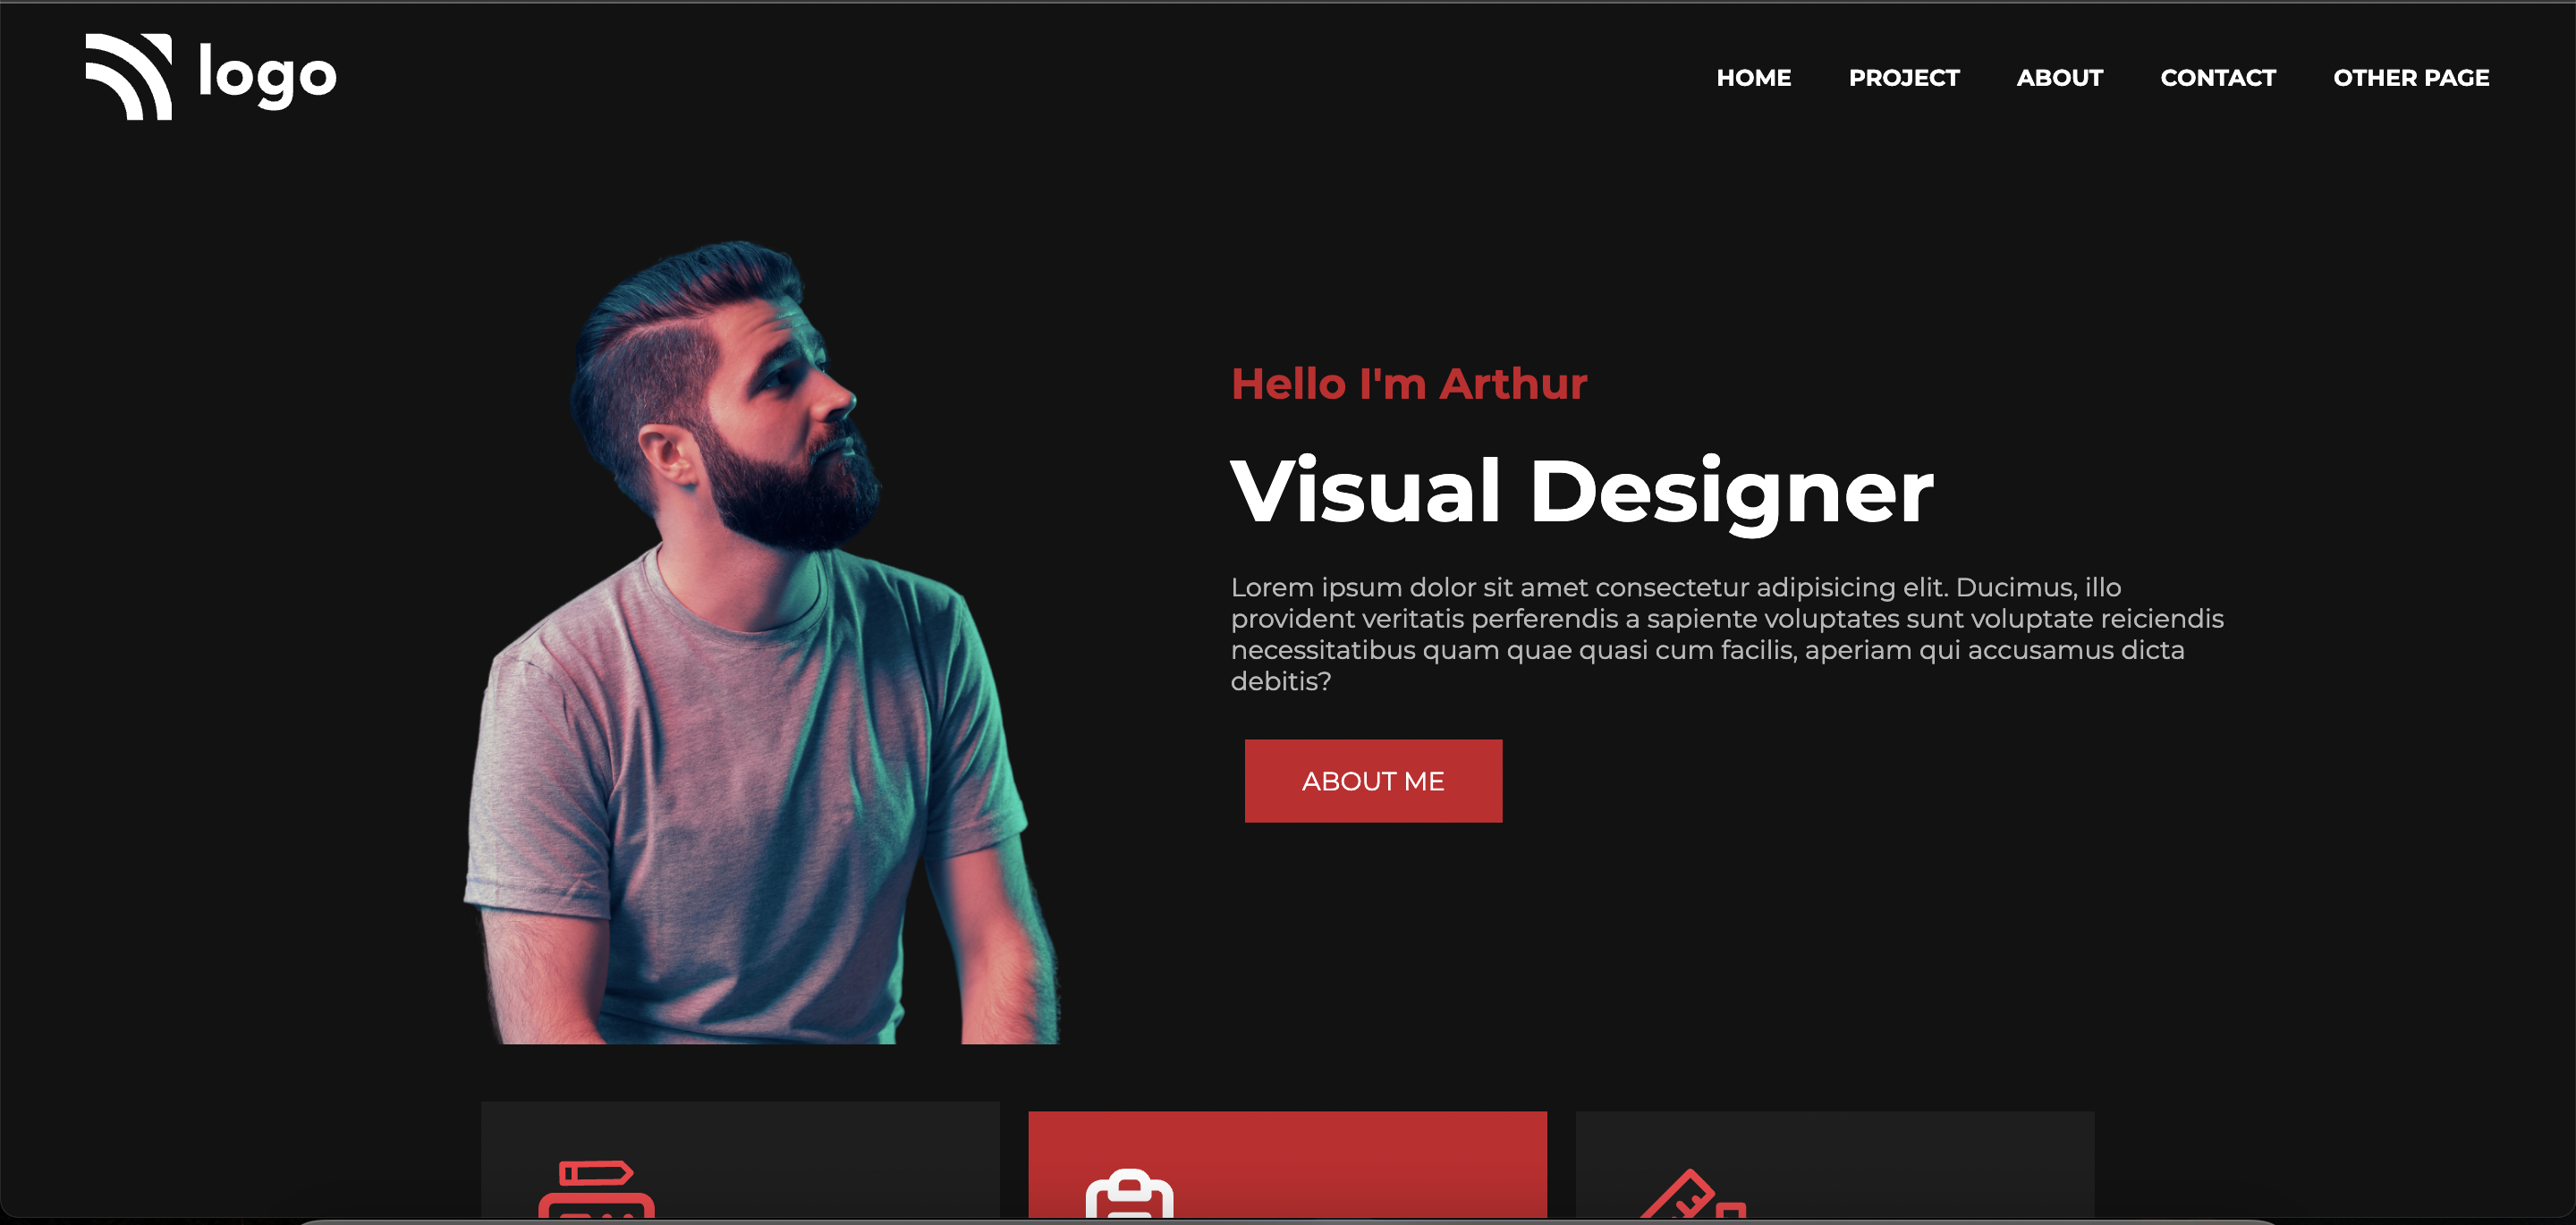 logo
HOME PROJECT ABOUT CONTACT OTHER PAGE
Hello I'm Arthur
Visual Designer
Lorem ipsum dolor sit amet consectetur adipisicing elit. Ducimus, illo
provident veritatis perferendis a sapiente voluptates sunt voluptate reiciendis
necessitatibus quam quae quasi cum facilis, aperiam qui accusamus dicta
debitis?
ABOUT ME